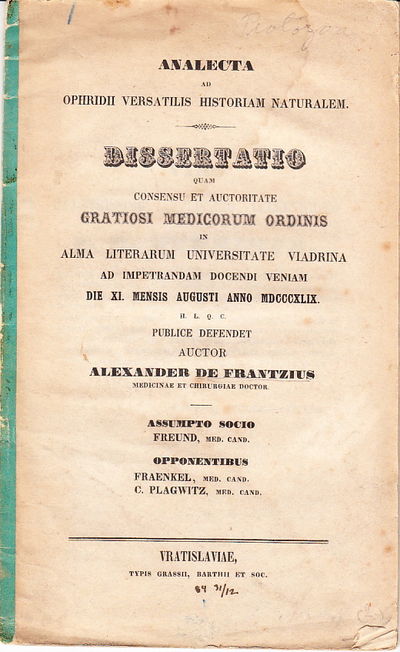 ANALECTA
AD
OPHRIDII VERSATILIS HISTORIAM NATURALEM.
DISSERTATIO
QUAM
CONSENSU ET AUCTORITATE
GRATIOSI MEDICORUM ORDINIS
IN
ALMA LITERARUM UNIVERSITATE VIADRINA
AD IMPETRANDAM DOCENDI VENIAM
DIE XI. MENSIS AUGUSTI ANNO MDCCCXLIX.
H. L. Q. C.
PUBLICE DEFENDET
AUCTOR
ALEXANDER DE FRANTZIUS
MEDICINAE ET CHIRURGIAE DOCTOR
ASSUMPTO SOCIO
FREUND, MED. CAND.
OPPONENTIBUS
FRAENKEL, MED. CAND.
C. PLAGWITZ, MED. CAND.
VRATISLAVIAE,
TYPIS GRASSII, BARTHII ET SOC.